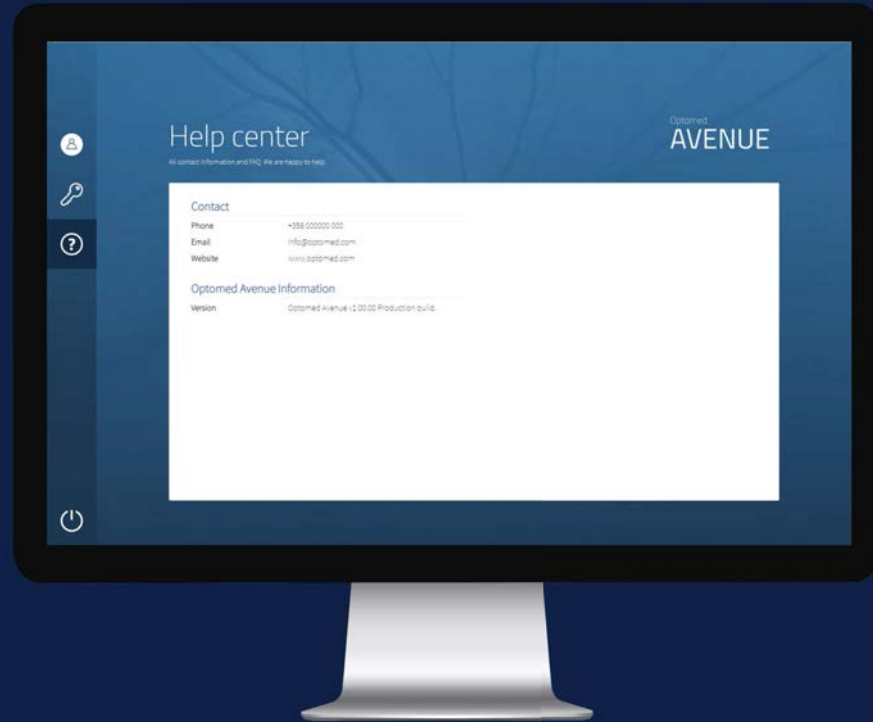 Help center
All contact information and FAQ. We are happy to help.
Optomed
AVENUE
Contact
Phone +358 000000 000
Email info@optomed.com
Website www.optomed.com
Optomed Avenue Information
Version Optomed Avenue v1.00.00 Production build.